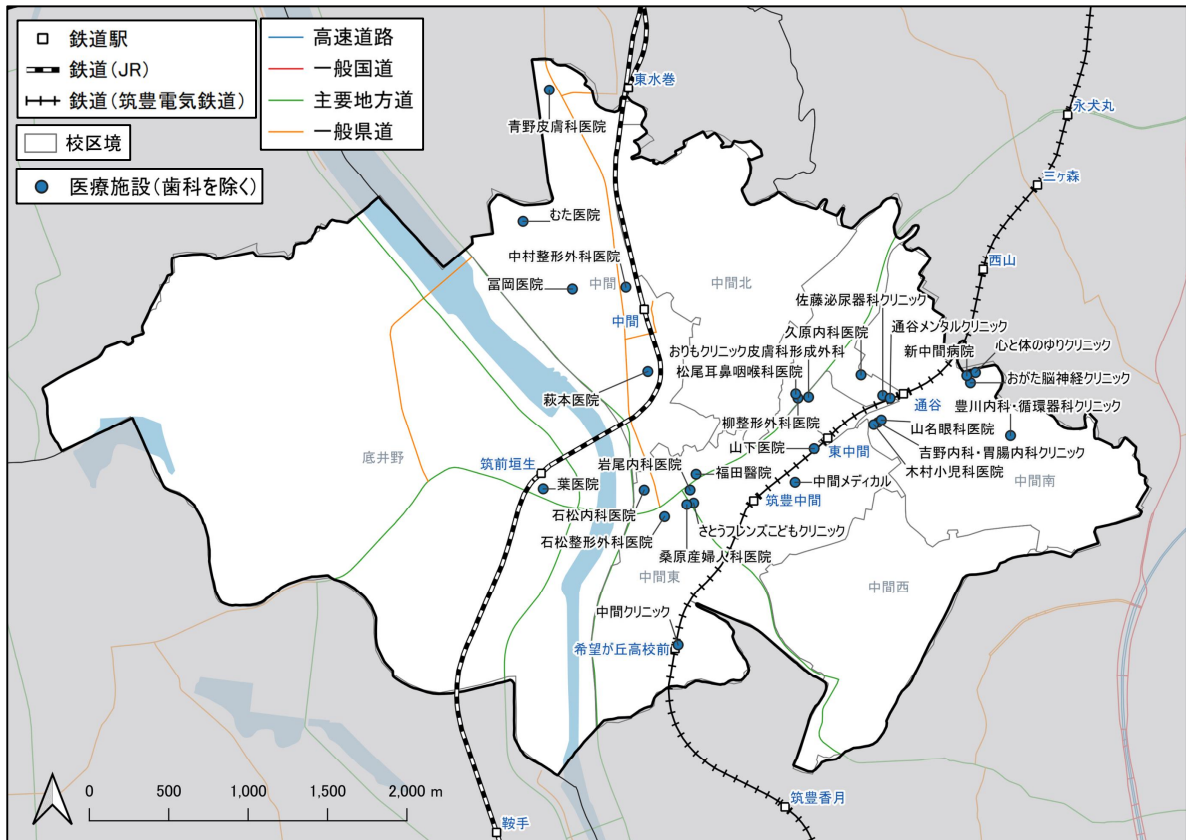 鉄道駅
鉄道(JR)
鉄道(筑豊電気鉄道)
校区境
医療施設(歯科を除く)
高速道路
一般国道
主要地方道
一般県道
東水巻
永犬丸
青野皮膚科医院
三ヶ森
むた医院
中村整形外科医院
西山
冨岡医院
中間
中間北
佐藤泌尿器科クリニック
中間
久原内科医院
通谷メンタルクリニック
おりもクリニック皮膚科形成外科
新中間病院
心と体のゆりクリニック
松尾耳鼻咽喉科医院
おがた脳神経クリニック
萩本医院
通谷
豊川内科・循環器科クリニック
柳整形外科医院
山名眼科医院
底井野
山下医院
東中間
吉野内科・胃腸内科クリニック
筑前垣生
岩尾内科医院
福田醫院
木村小児科医院
葉医院
中間メディカル
中間南
石松内科医院
筑豊中間
さとうフレンズこどもクリニック
石松整形外科医院
桑原産婦人科医院
中間東
中間西
中間クリニック
希望が丘高校前
筑豊香月
鞍手
0 500 1,000 1,500 2,000 m